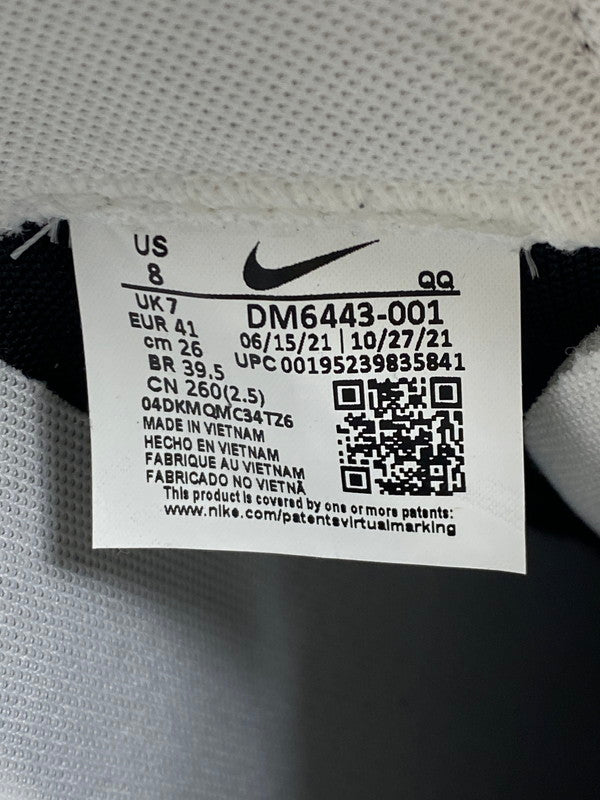 US
8
QQ
UK 7
EUR 41
cm 26
BR 39.5
CN 260(2.5)
DM6443-001
06/15/21 | 10/27/21
UPC 00195239835841
04DKMQMC34TZ6
MADE IN VIETNAM
HECHO EN VIETNAM
FABRIQUE AU VIETNAM
FABRICADO NO VIETNÃ
This product is covered by one or more patents:
www.nike.com/patentsvirtualmarking